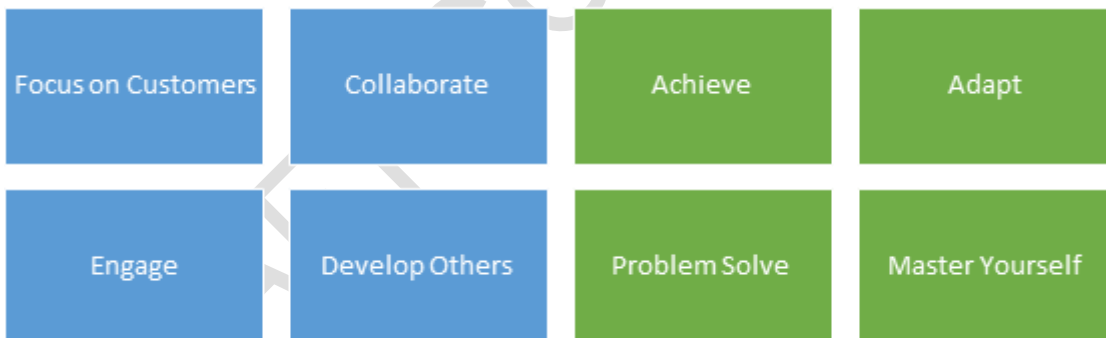 Focus on Customers
Collaborate
Achieve
Adapt
Engage
Develop Others
Problem Solve
Master Yourself